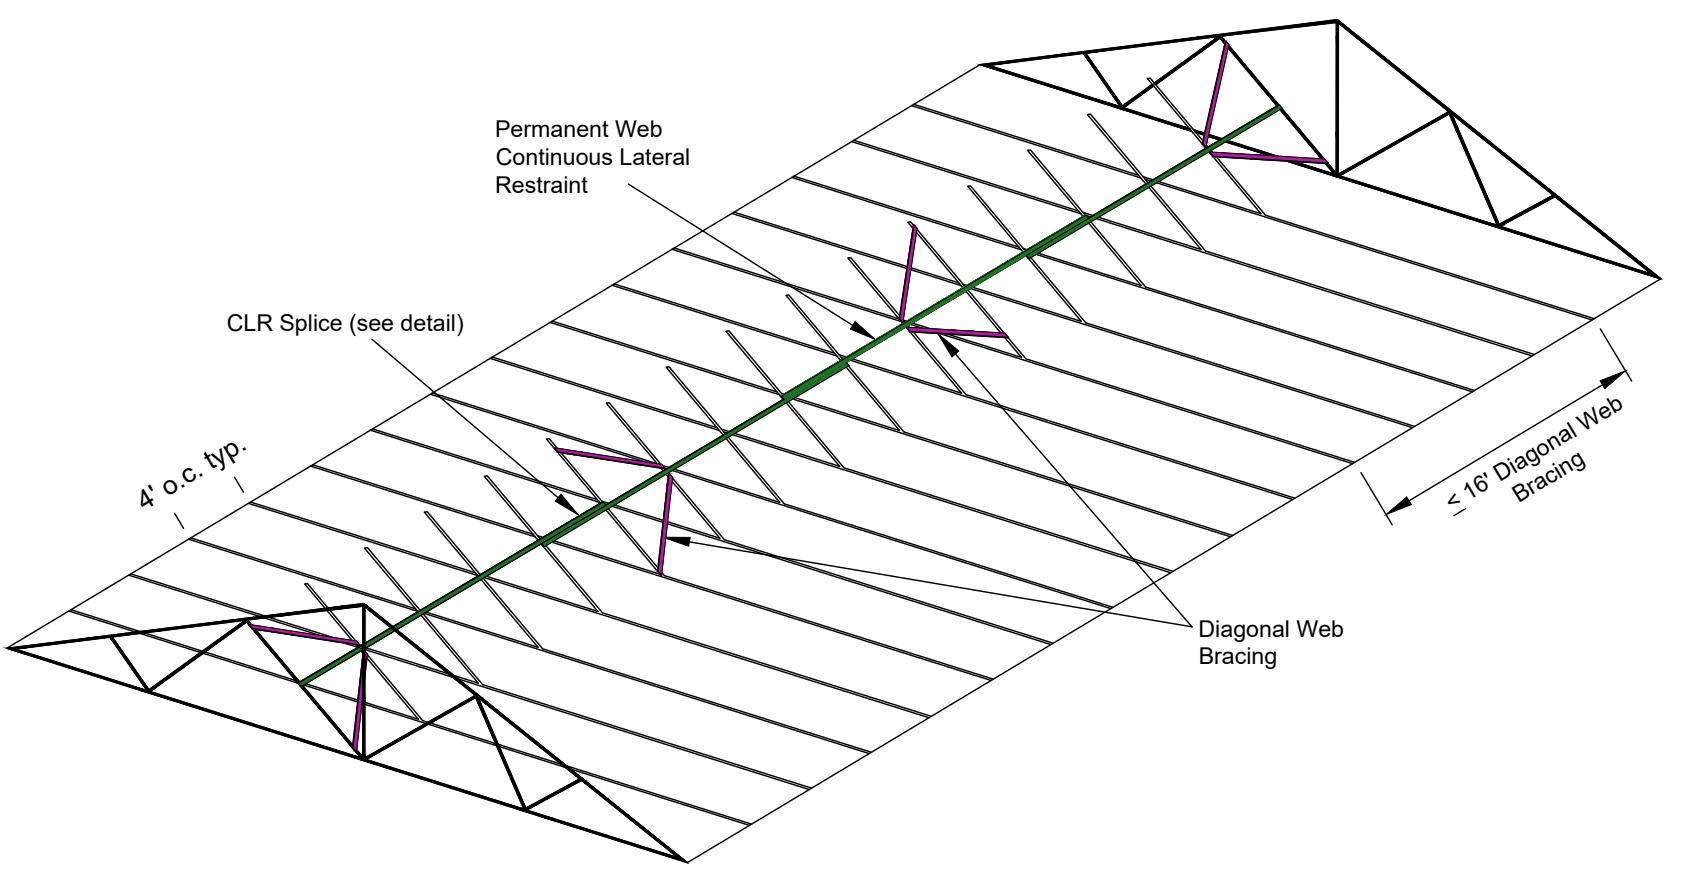 Permanent Web
Continuous Lateral
Restraint
CLR Splice (see detail)
4' o.c. typ.
≤ 16' Diagonal Web
Bracing
Diagonal Web
Bracing